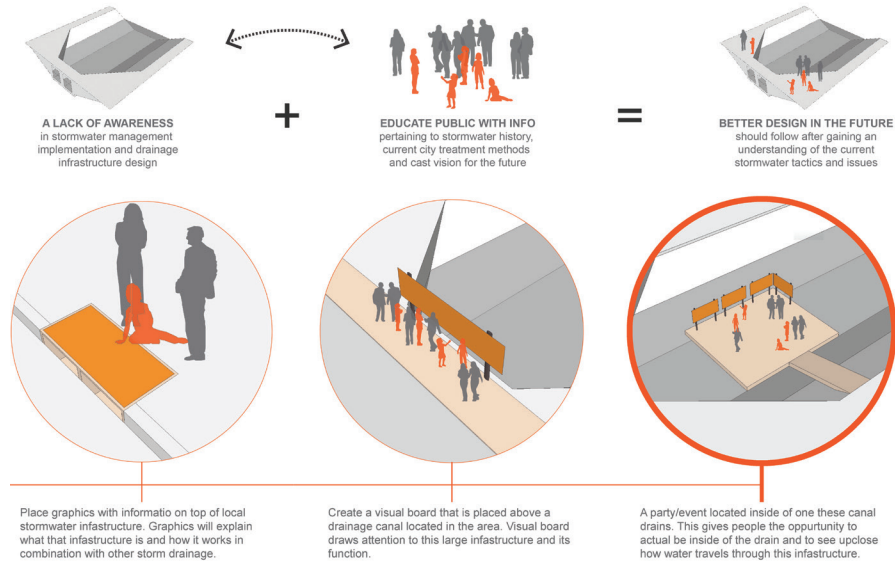 A LACK OF AWARENESS
in stormwater management
implementation and drainage
infrastructure design
+
EDUCATE PUBLIC WITH INFO
pertaining to stormwater history,
current city treatment methods
and cast vision for the future
=
BETTER DESIGN IN THE FUTURE
should follow after gaining an
understanding of the current
stormwater tactics and issues
Place graphics with informatio on top of local
stormwater infastructure. Graphics will explain
what that infastructure is and how it works in
combination with other storm drainage.
Create a visual board that is placed above a
drainage canal located in the area. Visual board
draws attention to this large infastructure and its
function.
A party/event located inside of one these canal
drains. This gives people the oppurtunity to
actual be inside of the drain and to see upclose
how water travels through this infastructure.